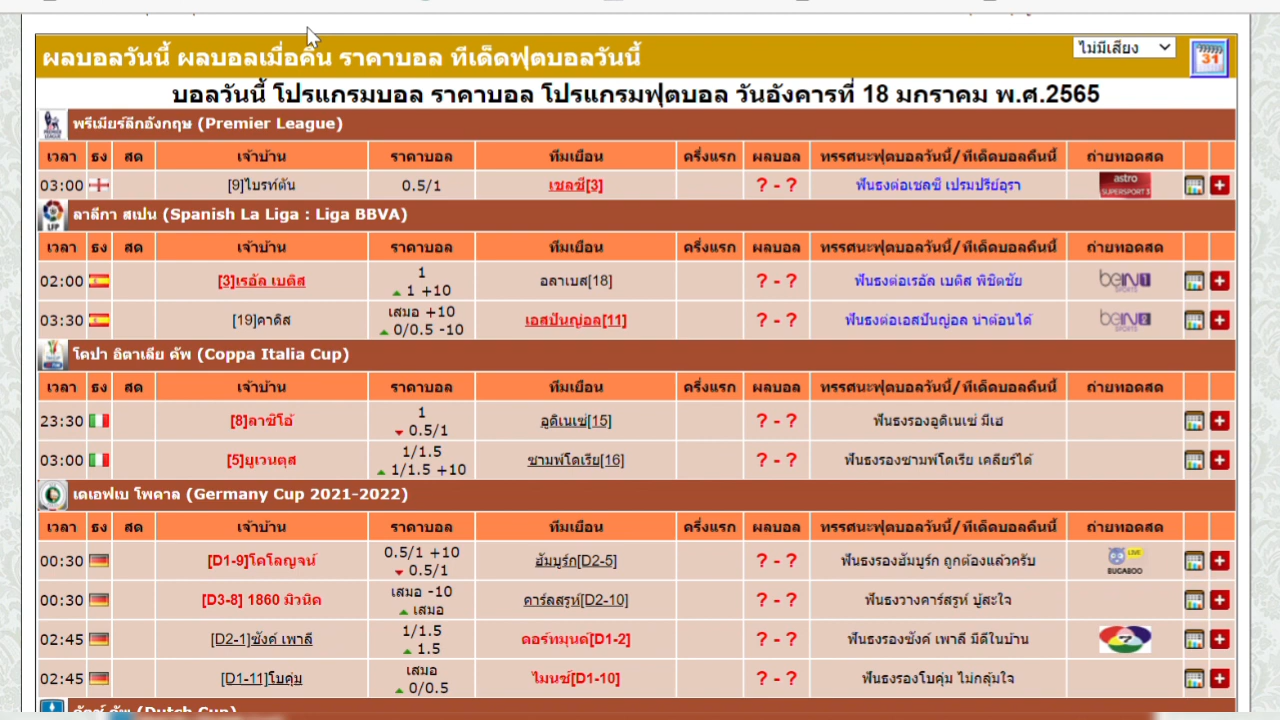 ผลบอลวันนี้ ผลบอลเมื่อคืน ราคาบอล ทีเด็ดฟุตบอลวันนี้ ไม่มีเสียง 31
บอลวันนี้ โปรแกรมบอล ราคาบอล โปรแกรมฟุตบอล วันอังคารที่ 18 มกราคม พ.ศ.2565
พรีเมียร์ลีกอังกฤษ (Premier League)
เวลา ธง สด เจ้าบ้าน ราคาบอล ทีมเยือน ครึ่งแรก ผลบอล ทรรศนะฟุตบอลวันนี้/ทีเด็ดบอลคืนนี้ ถ่ายทอดสด
03:00 [9]ไบรท์ตัน 0.5/1 เชลซี[3] ? - ? ฟันธงต่อเชลซี เปรมปรีย์อุรา astro SUPERSPORT 3
ลาลีกา สเปน (Spanish La Liga : Liga BBVA)
เวลา ธง สด เจ้าบ้าน ราคาบอล ทีมเยือน ครึ่งแรก ผลบอล ทรรศนะฟุตบอลวันนี้/ทีเด็ดบอลคืนนี้ ถ่ายทอดสด
02:00 [3]เรอัล เบติส 1 1 +10 อลาเบส[18] ? - ? ฟันธงต่อเรอัล เบติส พิชิตชัย beIN 1 SPORTS
03:30 [19]คาดิส เสมอ +10 0/0.5 -10 เอสปันญ่อล[11] ? - ? ฟันธงต่อเอสปันญ่อล น่าต้อนได้ beIN SPORTS
โคปา อิตาเลีย คัพ (Coppa Italia Cup)
เวลา ธง สด เจ้าบ้าน ราคาบอล ทีมเยือน ครึ่งแรก ผลบอล ทรรศนะฟุตบอลวันนี้/ทีเด็ดบอลคืนนี้ ถ่ายทอดสด
23:30 [8]ลาซิโอ้ 1 0.5/1 อูดิเนเซ่[15] ? - ? ฟันธงรองอูดิเนเซ่ มีเฮ
03:00 [5]ยูเวนตุส 1/1.5 1/1.5 +10 ซามพ์โดเรีย[16] ? - ? ฟันธงรองซามพ์โดเรีย เคลียร์ได้
เดเอฟเบ โพคาล (Germany Cup 2021-2022)
เวลา ธง สด เจ้าบ้าน ราคาบอล ทีมเยือน ครึ่งแรก ผลบอล ทรรศนะฟุตบอลวันนี้/ทีเด็ดบอลคืนนี้ ถ่ายทอดสด
00:30 [D1-9]โคโลญจน์ 0.5/1 +10 0.5/1 ฮัมบูร์ก[D2-5] ? - ? ฟันธงรองฮัมบูร์ก ถูกต้องแล้วครับ LIVE BUGABOO
00:30 [D3-8] 1860 มิวนิค เสมอ -10 เสมอ คาร์ลสรูห์[D2-10] ? - ? ฟันธงวางคาร์สรูห์ บู๊สะใจ
02:45 [D2-1]ซังค์ เพาลี 1/1.5 1.5 ดอร์ทมุนด์[D1-2] ? - ? ฟันธงรองซังค์ เพาลี มีดีในบ้าน 7
02:45 [D1-11]โบคุ่ม เสมอ 0/0.5 ไมนซ์[D1-10] ? - ? ฟันธงรองโบคุ่ม ไม่กลุ้มใจ
ดัตช์ คัพ (Dutch Cup)